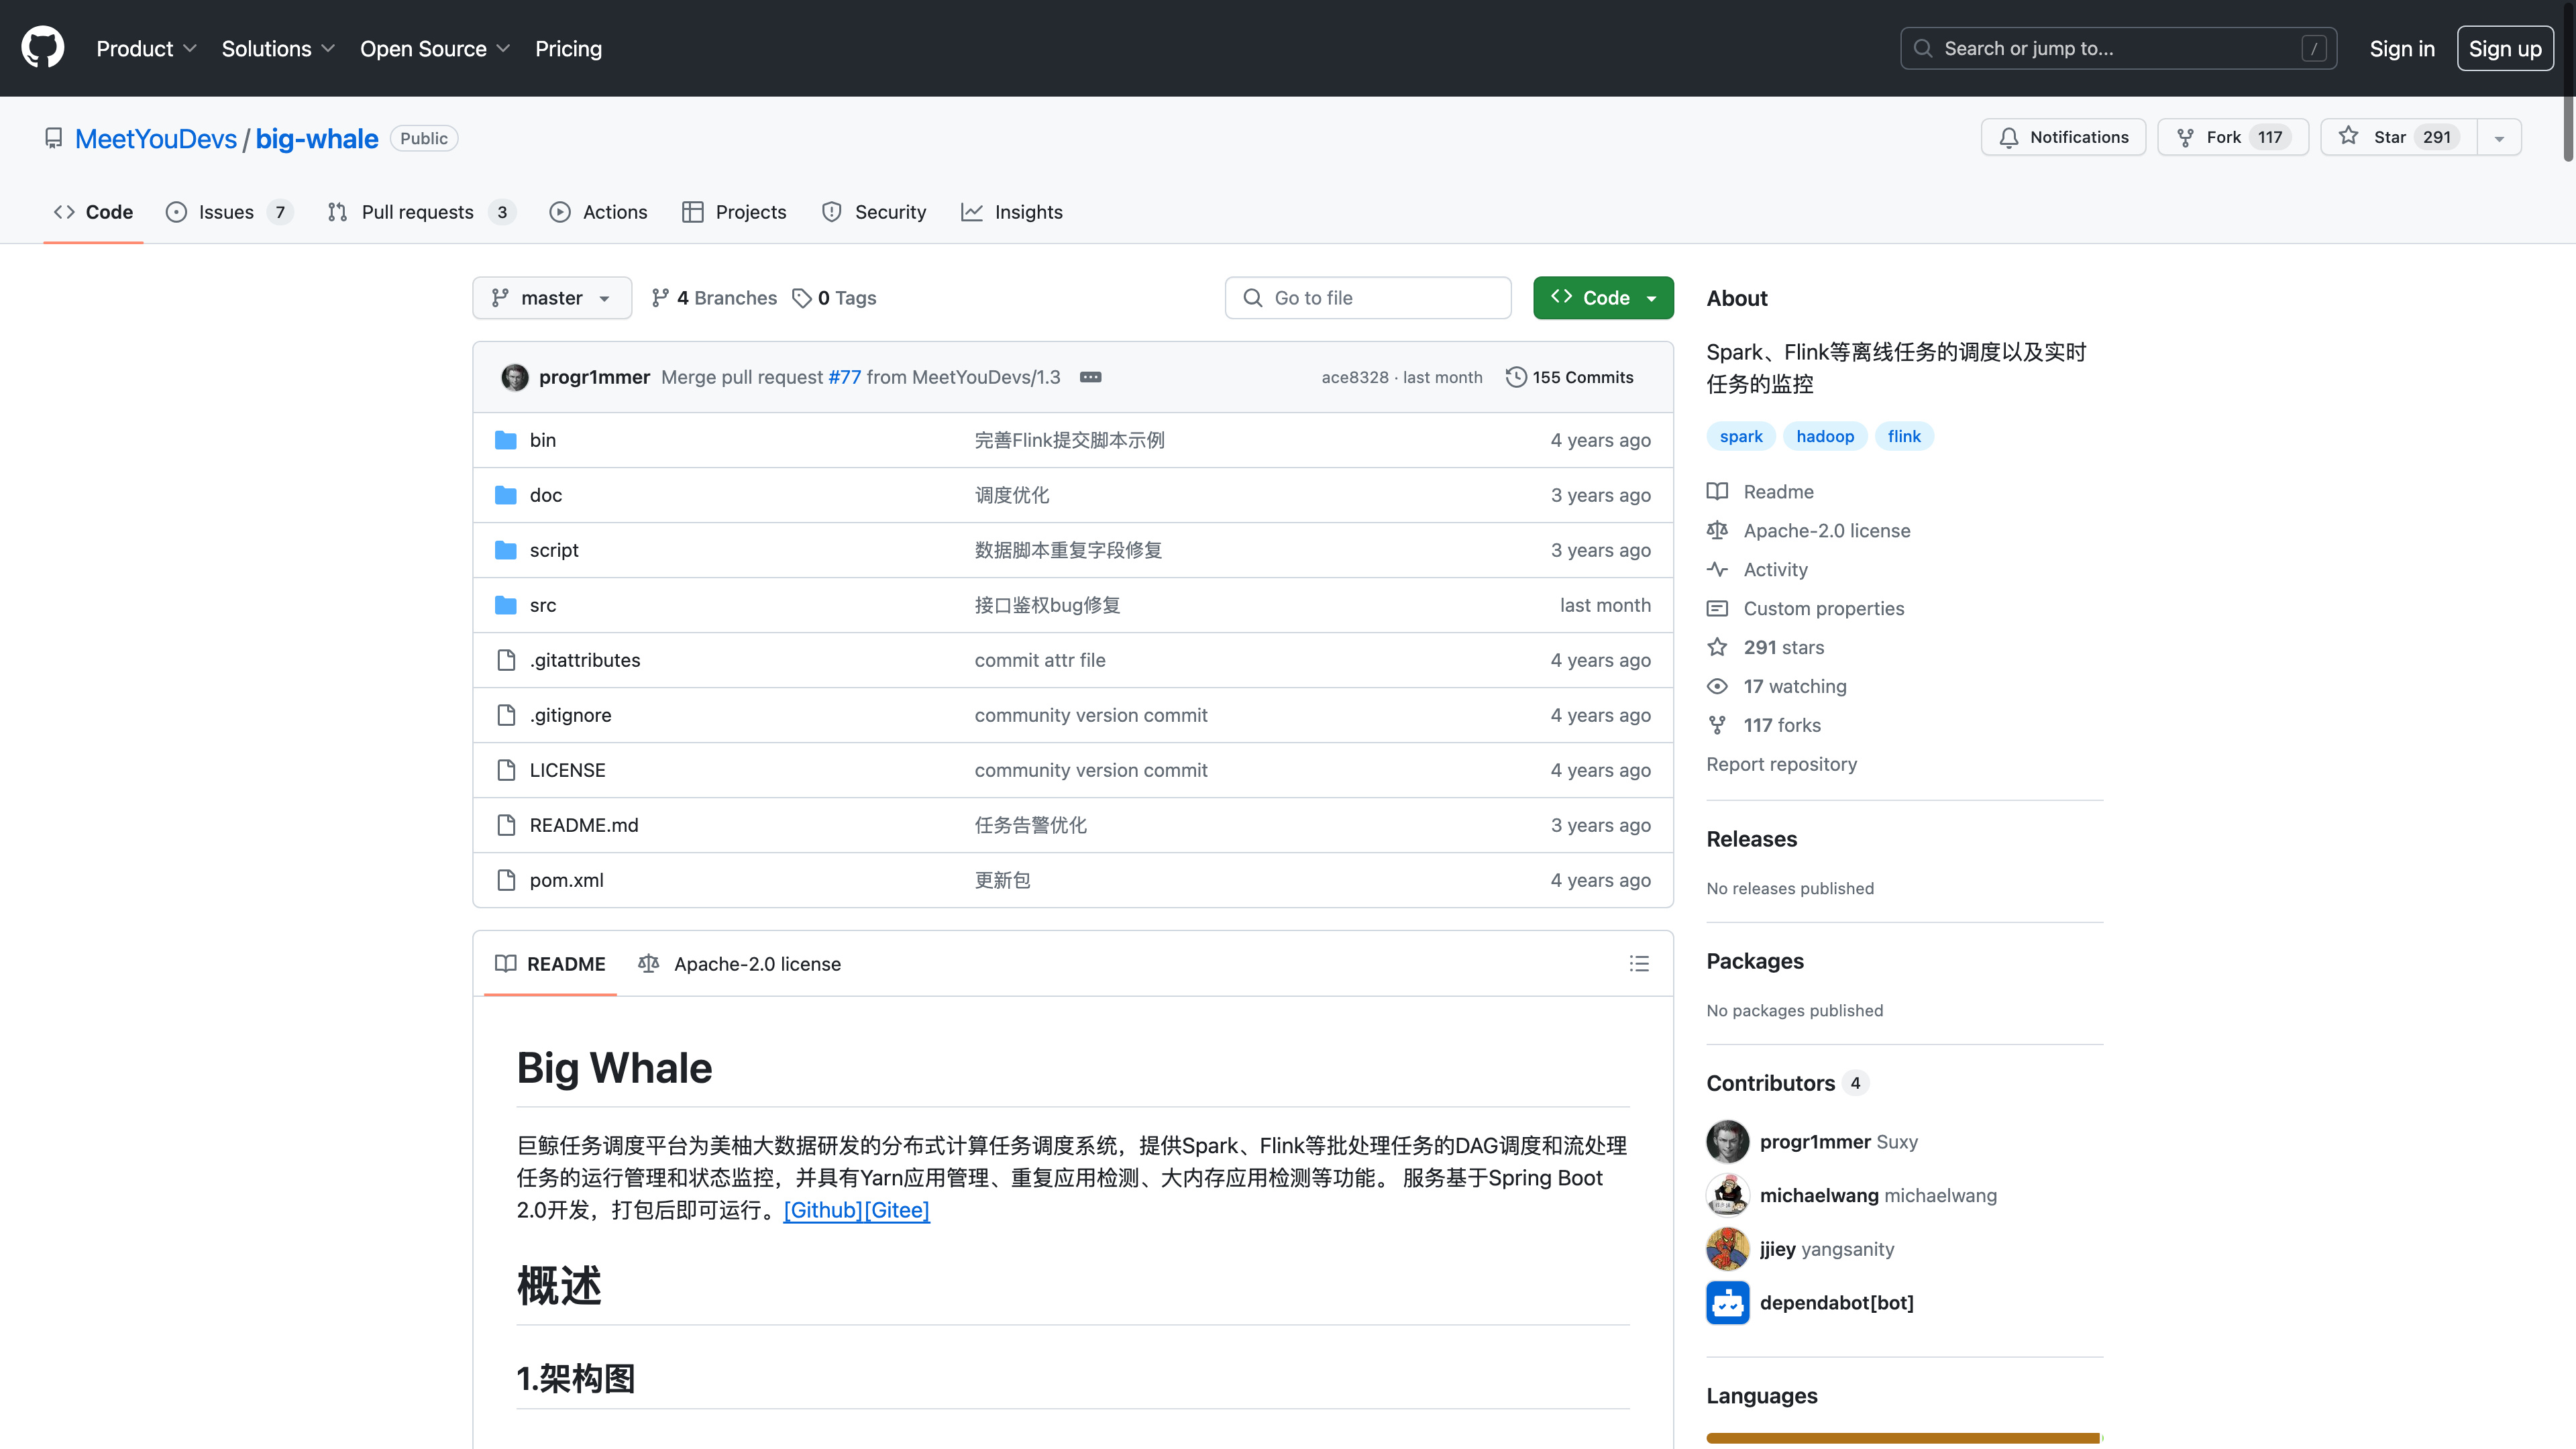 Product Solutions Open Source Pricing Search or jump to... / Sign in Sign up
MeetYouDevs / big-whale Public Notifications Fork 117 Star 291
Code Issues 7 Pull requests 3 Actions Projects Security Insights
master 4 Branches 0 Tags Go to file Code
progr1mmer Merge pull request #77 from MeetYouDevs/1.3 ace8328 · last month 155 Commits
bin 完善Flink提交脚本示例 4 years ago
doc 调度优化 3 years ago
script 数据脚本重复字段修复 3 years ago
src 接口鉴权bug修复 last month
.gitattributes commit attr file 4 years ago
.gitignore community version commit 4 years ago
LICENSE community version commit 4 years ago
README.md 任务告警优化 3 years ago
pom.xml 更新包 4 years ago
README Apache-2.0 license
Big Whale
巨鲸任务调度平台为美柚大数据研发的分布式计算任务调度系统，提供Spark、Flink等批处理任务的DAG调度和流处理
任务的运行管理和状态监控，并具有Yarn应用管理、重复应用检测、大内存应用检测等功能。 服务基于Spring Boot
2.0开发，打包后即可运行。[Github][Gitee]
概述
1.架构图
About
Spark、Flink等离线任务的调度以及实时
任务的监控
spark hadoop flink
Readme
Apache-2.0 license
Activity
Custom properties
291 stars
17 watching
117 forks
Report repository
Releases
No releases published
Packages
No packages published
Contributors 4
progr1mmer Suxy
michaelwang michaelwang
jjiey yangsanity
dependabot[bot]
Languages